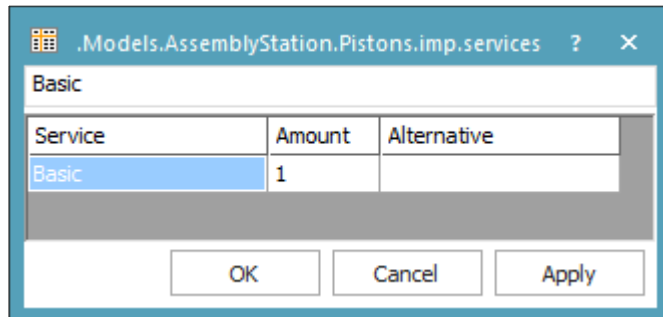 .Models.AssemblyStation.Pistons.imp.services ? ×
Basic
Service Amount Alternative
Basic 1
OK Cancel Apply